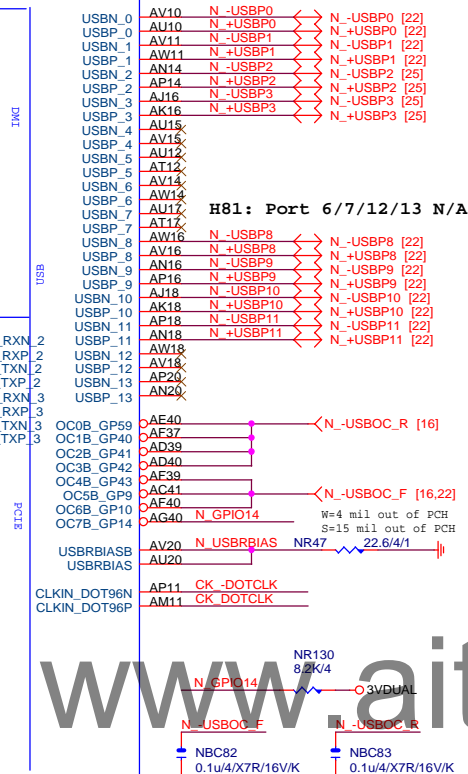 USBN_0 AV10 N_-USBP0 N_-USBP0 [22]
USBP_0 AU10 N_+USBP0 N_+USBP0 [22]
USBN_1 AV11 N_-USBP1 N_-USBP1 [22]
USBP_1 AW11 N_+USBP1 N_+USBP1 [22]
USBN_2 AN14 N_-USBP2 N_-USBP2 [25]
USBP_2 AP14 N_+USBP2 N_+USBP2 [25]
USBN_3 AJ16 N_-USBP3 N_-USBP3 [25]
USBP_3 AK16 N_+USBP3 N_+USBP3 [25]
USBN_4 AU15
USBP_4 AV15
USBN_5 AU12
USBP_5 AT12
USBN_6 AV14
USBP_6 AW14
USBN_7 AU17
USBP_7 AT17
H81: Port 6/7/12/13 N/A
USBN_8 AW16 N_-USBP8 N_-USBP8 [22]
USBP_8 AV16 N_+USBP8 N_+USBP8 [22]
USBN_9 AN16 N_-USBP9 N_-USBP9 [22]
USBP_9 AP16 N_+USBP9 N_+USBP9 [22]
USBN_10 AJ18 N_-USBP10 N_-USBP10 [22]
USBP_10 AK18 N_+USBP10 N_+USBP10 [22]
USBN_11 AP18 N_-USBP11 N_-USBP11 [22]
USBP_11 AN18 N_+USBP11 N_+USBP11 [22]
USBN_12 AW18
USBP_12 AV18
USBN_13 AP20
USBP_13 AN20
DMI
USB
PCIE
_RXN_2
_RXP_2
_TXN_2
_TXP_2
_RXN_3
_RXP_3
_TXN_3
_TXP_3
OC0B_GP59 AE40 N_-USBOC_R [16]
OC1B_GP40 AF37
OC2B_GP41 AD39
OC3B_GP42 AD40
OC4B_GP43 AF39
OC5B_GP9 AC41 N_-USBOC_F [16,22]
OC6B_GP10 AF40
OC7B_GP14 AG40 N_GPIO14
W=4 mil out of PCH
S=15 mil out of PCH
USBRBIASB AV20 N_USBRBIAS NR47 22.6/4/1
USBRBIAS AU20
CLKIN_DOT96N AP11 CK_-DOTCLK
CLKIN_DOT96P AM11 CK_DOTCLK
NR130
8.2K/4
N_GPIO14 3VDUAL
www.ait
N_-USBOC_F N_-USBOC_R
NBC82 NBC83
0.1u/4/X7R/16V/K 0.1u/4/X7R/16V/K